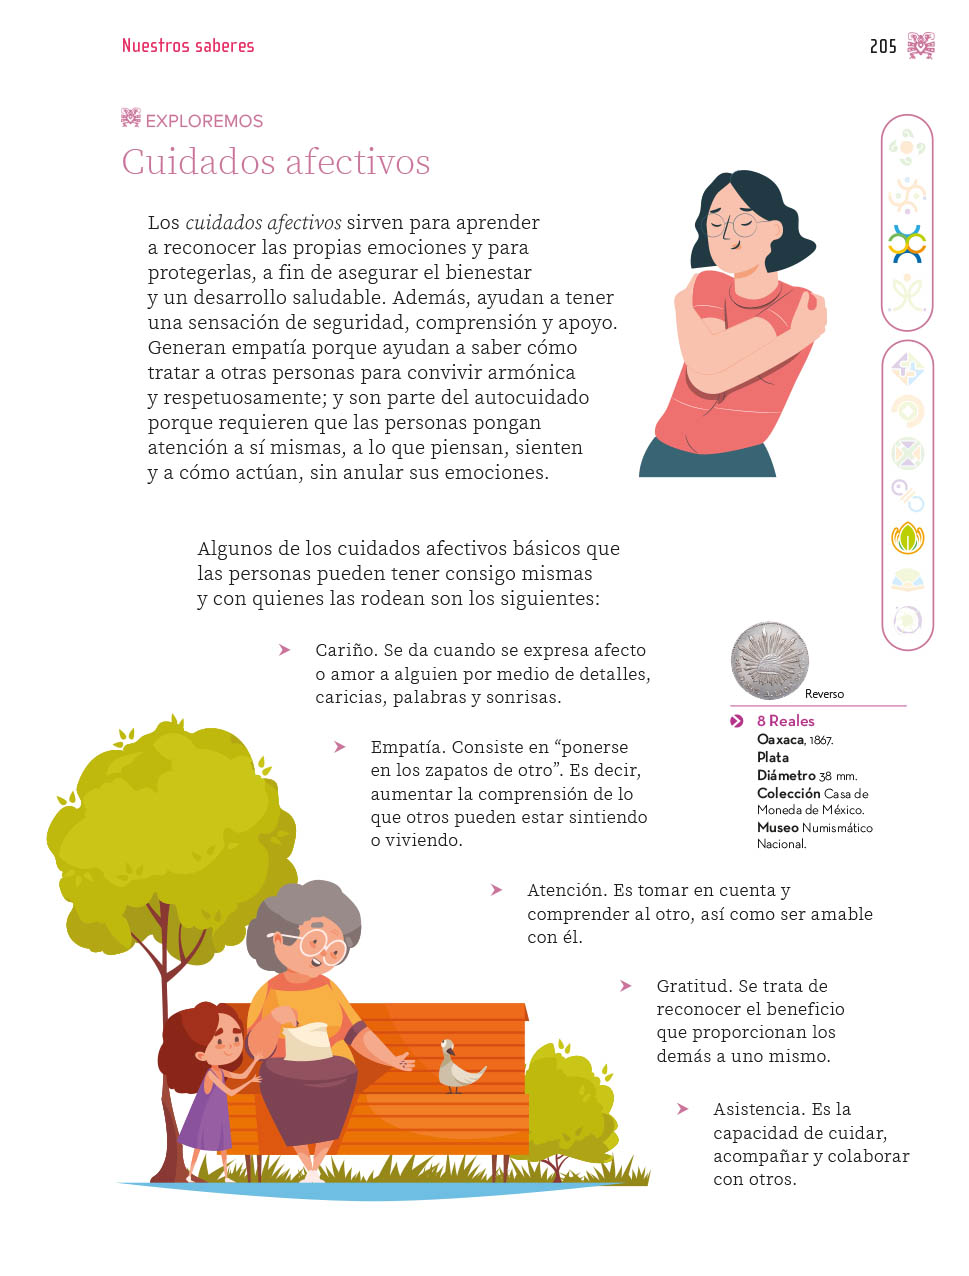 Nuestros saberes
205
EXPLOREMOS
Cuidados afectivos
Los cuidados afectivos sirven para aprender
a reconocer las propias emociones y para
protegerlas, a fin de asegurar el bienestar
y un desarrollo saludable. Además, ayudan a tener
una sensación de seguridad, comprensión y apoyo.
Generan empatía porque ayudan a saber cómo
tratar a otras personas para convivir armónica
y respetuosamente; y son parte del autocuidado
porque requieren que las personas pongan
atención a sí mismas, a lo que piensan, sienten
y a cómo actúan, sin anular sus emociones.
Algunos de los cuidados afectivos básicos que
las personas pueden tener consigo mismas
y con quienes las rodean son los siguientes:
Cariño. Se da cuando se expresa afecto
o amor a alguien por medio de detalles,
caricias, palabras y sonrisas.
Empatía. Consiste en “ponerse
en los zapatos de otro”. Es decir,
aumentar la comprensión de lo
que otros pueden estar sintiendo
o viviendo.
Atención. Es tomar en cuenta y
comprender al otro, así como ser amable
con él.
Gratitud. Se trata de
reconocer el beneficio
que proporcionan los
demás a uno mismo.
Asistencia. Es la
capacidad de cuidar,
acompañar y colaborar
con otros.
Reverso
8 Reales
Oaxaca, 1867.
Plata
Diámetro 38 mm.
Colección Casa de
Moneda de México.
Museo Numismático
Nacional.